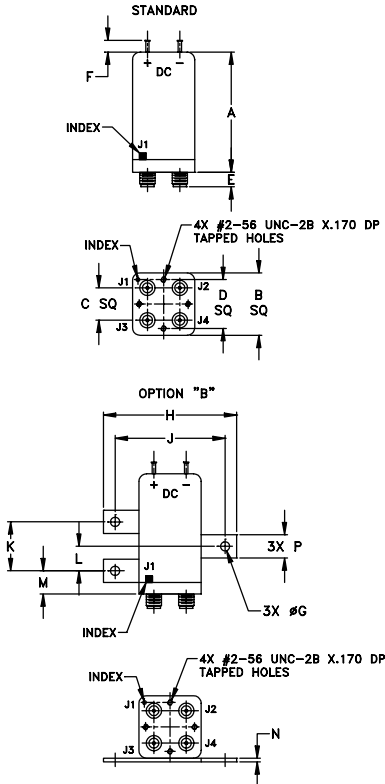 STANDARD
F
+ −
DC
A
INDEX
J1
E
4X #2-56 UNC-2B X.170 DP
TAPPED HOLES
INDEX
J1
J2
C SQ
D
SQ
B
SQ
J3
J4
OPTION "B"
H
J
+ −
DC
K
L
3X P
M
J1
3X øG
INDEX
4X #2-56 UNC-2B X.170 DP
TAPPED HOLES
INDEX
J1
J2
N
J3
J4